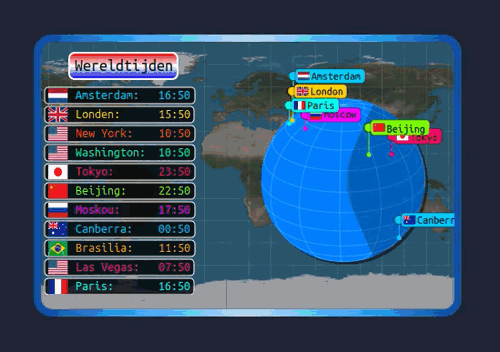 Wereldtijden
Amsterdam: 16:50
Londen: 15:50
New York: 10:50
Washington: 10:50
Tokyo: 23:50
Beijing: 22:50
Moskou: 17:50
Canberra: 00:50
Brasilia: 11:50
Las Vegas: 07:50
Paris: 16:50
Amsterdam
London
Paris
Moscow
Beijing
Canberr